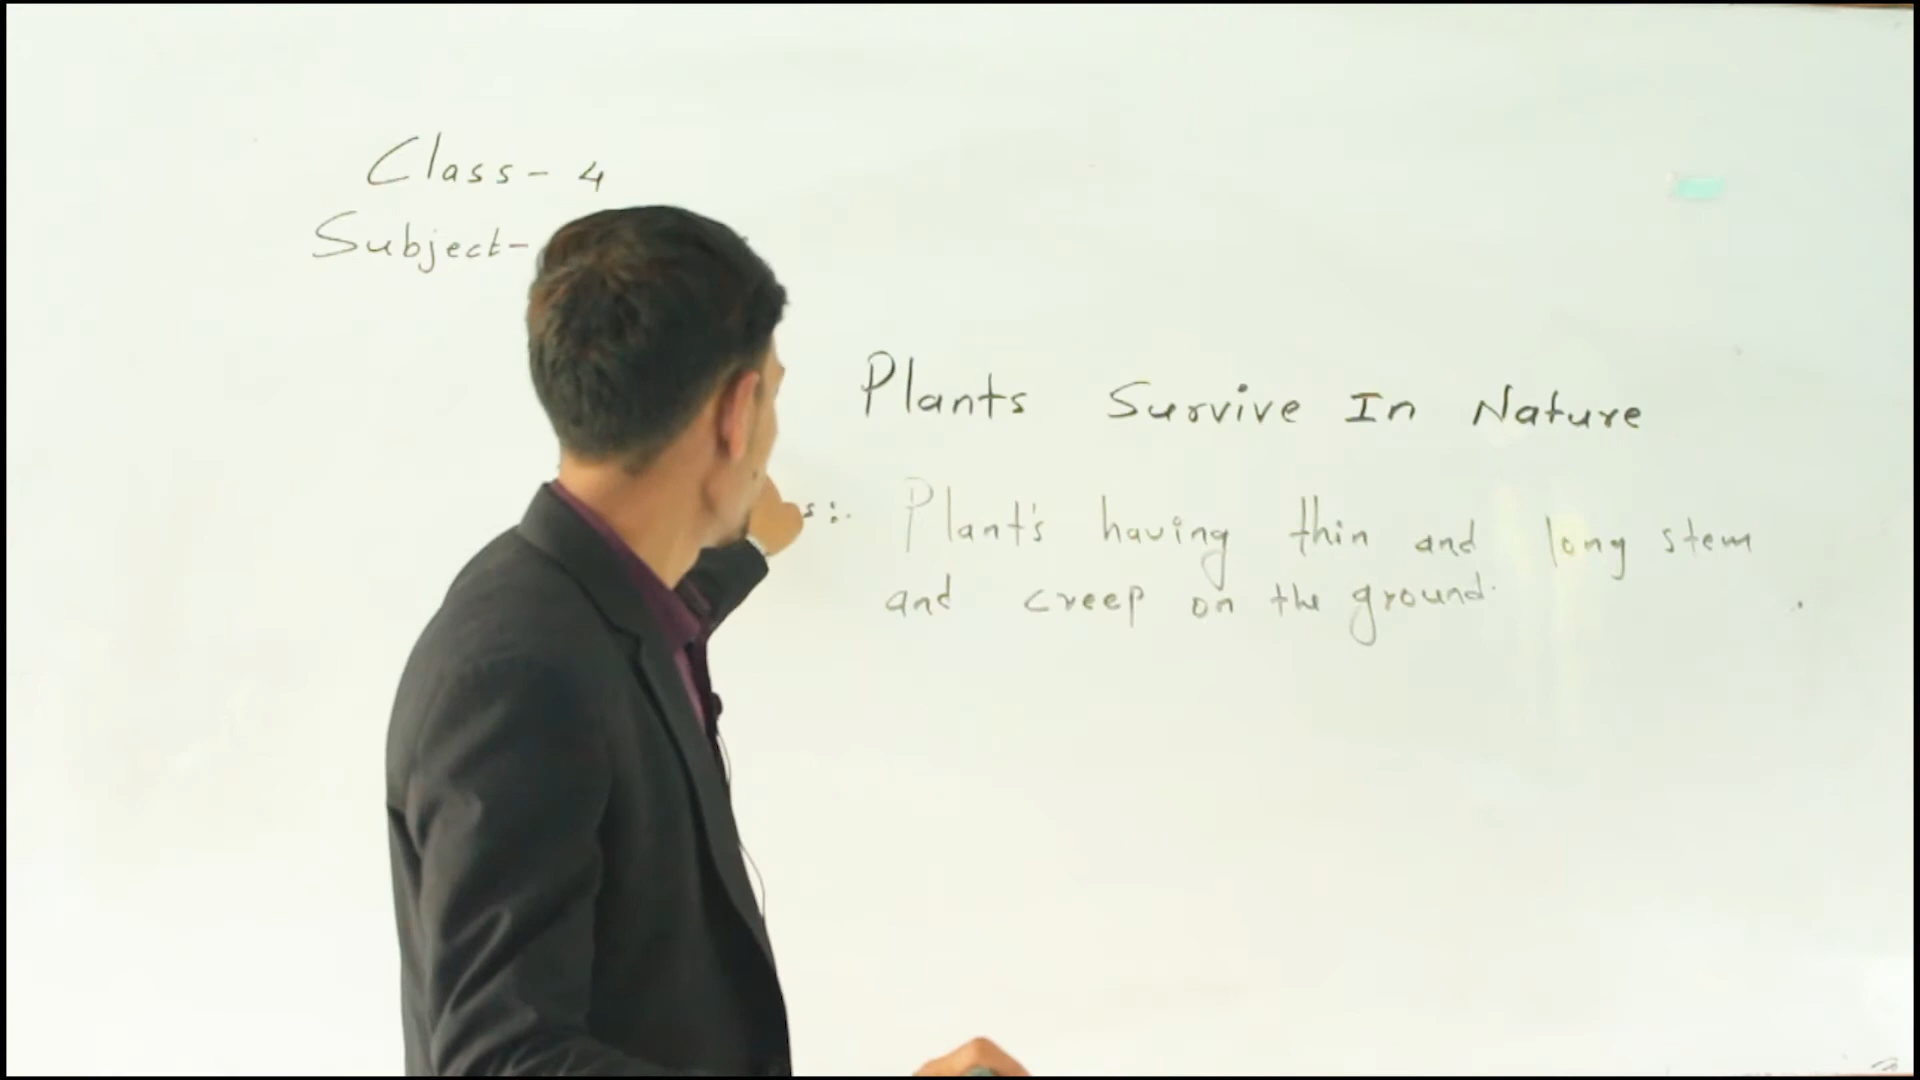 Class- 4
Subject-
Plants Survive In Nature
s:. Plant's having thin and long stem
and creep on the ground.